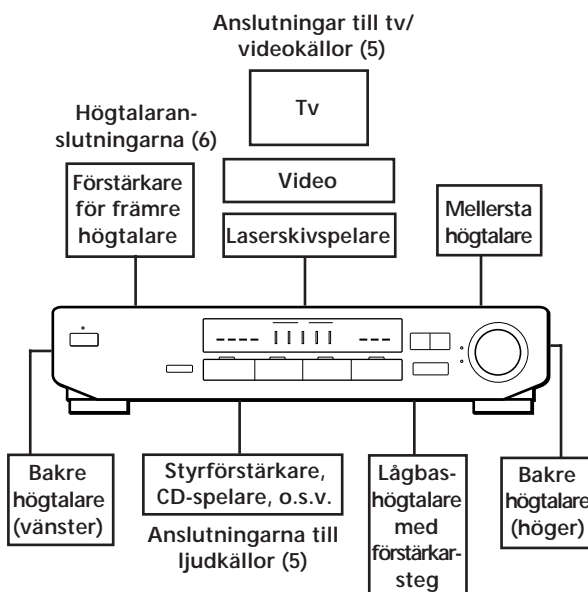 Anslutningar till tv/
videokällor (5)
Tv
Högtalaran-
slutningarna (6)
Video
Förstärkare
för främre
högtalare
Laserskivspelare
Mellersta
högtalare
Bakre
högtalare
(vänster)
Styrförstärkare,
CD-spelare, o.s.v.
Anslutningarna till
ljudkällor (5)
Lågbas-
högtalare
med
förstärkar-
steg
Bakre
högtalare
(höger)